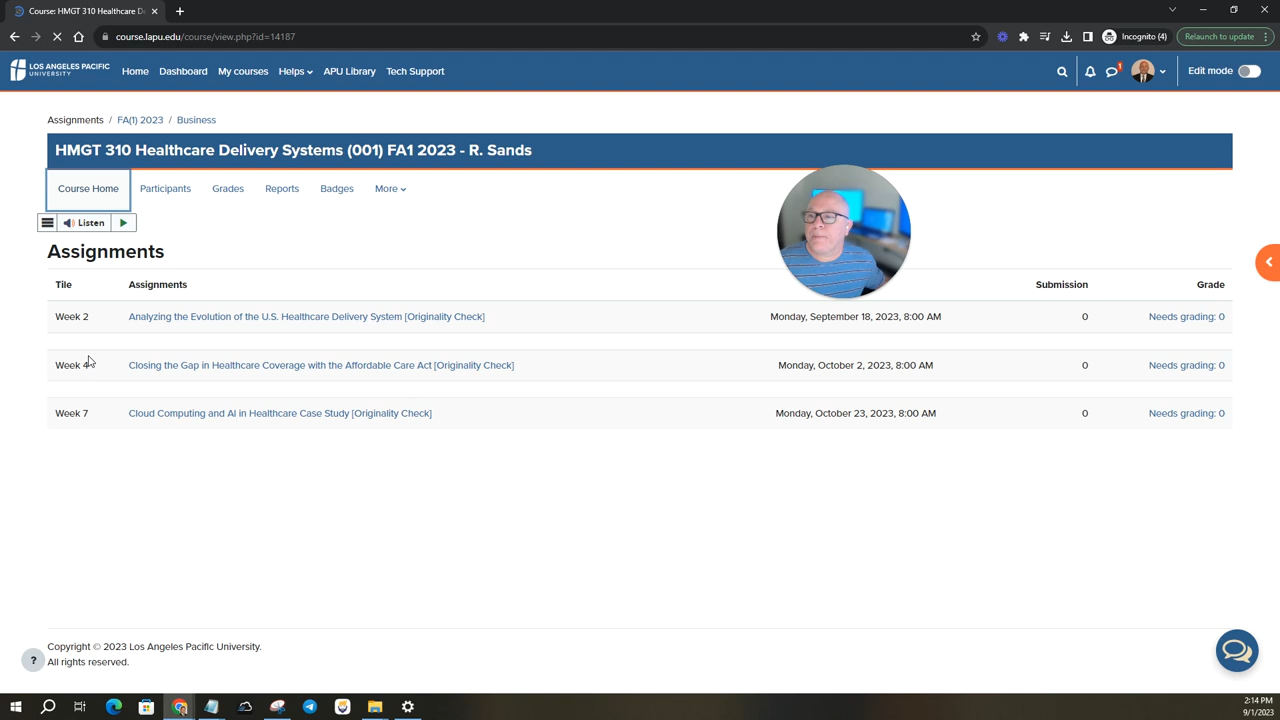 Course: HMGT 310 Healthcare D
course.lapu.edu/course/view.php?id=14187
Incognito (4)
Relaunch to update
LOS ANGELES PACIFIC
UNIVERSITY
Home
Dashboard
My courses
Helps
APU Library
Tech Support
1
Edit mode
Assignments / FA(1) 2023 / Business
HMGT 310 Healthcare Delivery Systems (001) FA1 2023 - R. Sands
Course Home
Participants
Grades
Reports
Badges
More
Listen
Assignments
Tile Assignments Submission Grade
Week 2 Analyzing the Evolution of the U.S. Healthcare Delivery System [Originality Check] Monday, September 18, 2023, 8:00 AM 0 Needs grading: 0
Week 4 Closing the Gap in Healthcare Coverage with the Affordable Care Act [Originality Check] Monday, October 2, 2023, 8:00 AM 0 Needs grading: 0
Week 7 Cloud Computing and AI in Healthcare Case Study [Originality Check] Monday, October 23, 2023, 8:00 AM 0 Needs grading: 0
Copyright © 2023 Los Angeles Pacific University.
All rights reserved.
?
2:14 PM
9/1/2023